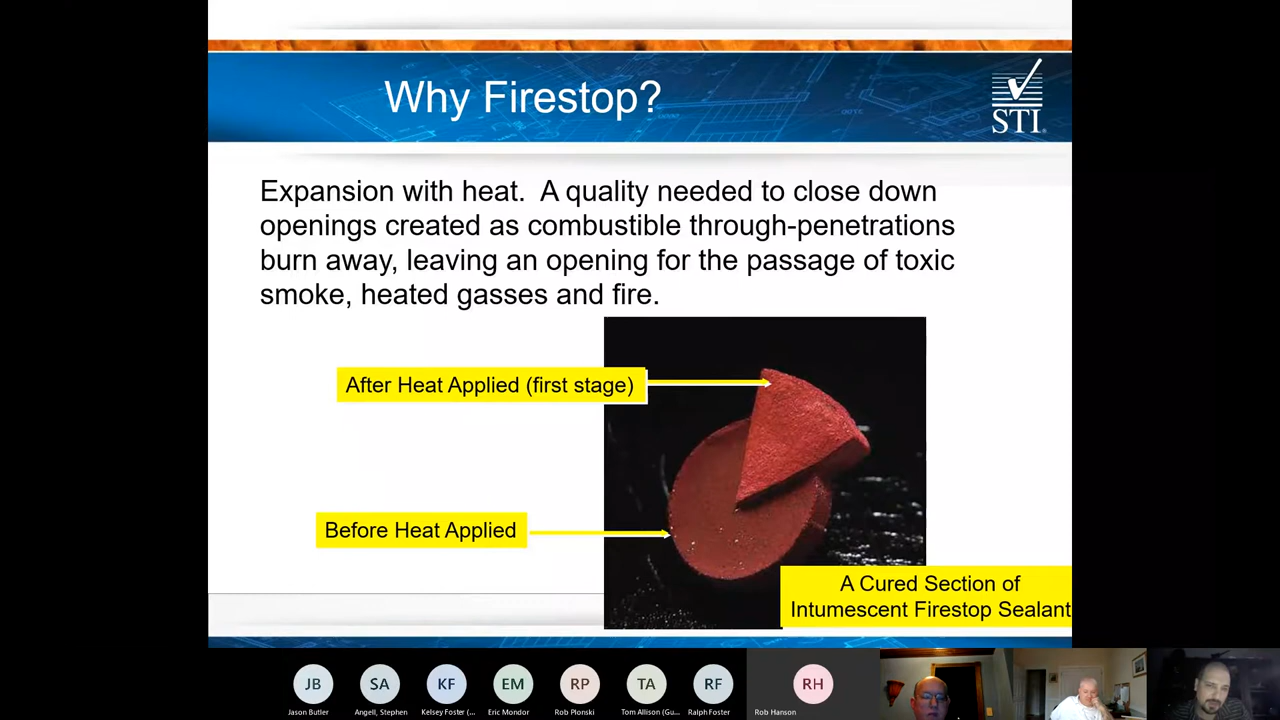 Why Firestop?
STI
Expansion with heat.  A quality needed to close down
openings created as combustible through-penetrations
burn away, leaving an opening for the passage of toxic
smoke, heated gasses and fire.
After Heat Applied (first stage)
Before Heat Applied
A Cured Section of
Intumescent Firestop Sealant
JB
SA
KF
EM
RP
TA
RF
RH
Jason Butler
Angell, Stephen
Kelsey Foster (...
Eric Mondor
Rob Plonski
Tom Allison (Gu...
Ralph Foster
Rob Hanson